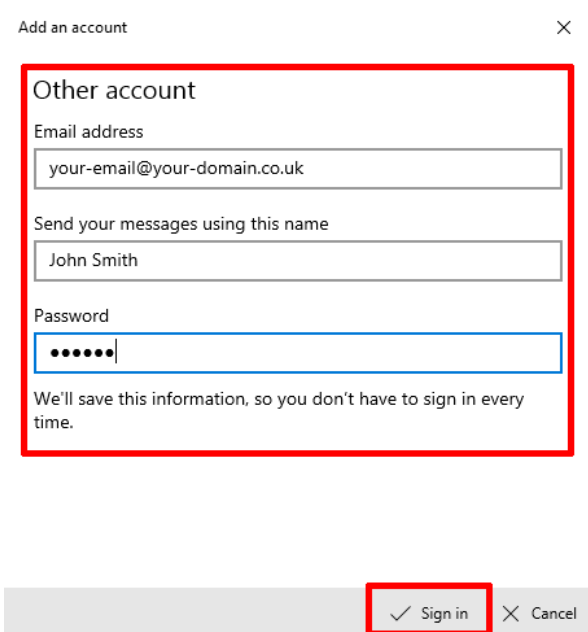 Add an account
Other account
Email address
your-email@your-domain.co.uk
Send your messages using this name
John Smith
Password
●●●●●●
We'll save this information, so you don't have to sign in every
time.
Sign in
Cancel